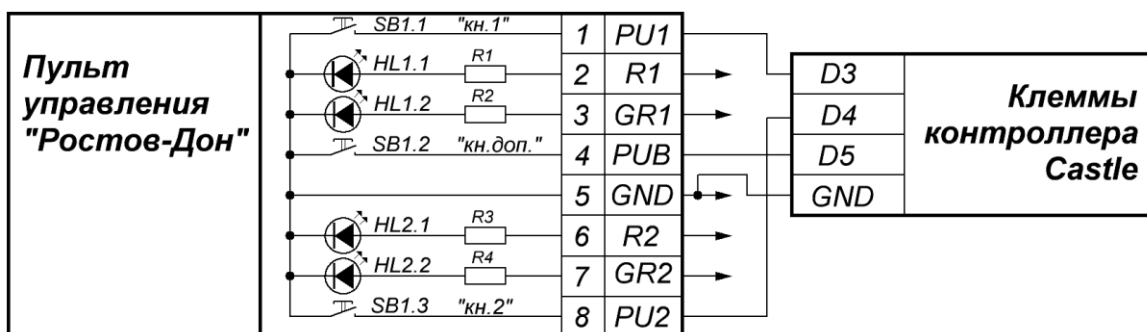 Пульт
управления
"Ростов-Дон"
SB1.1 "кн.1" 1 PU1
HL1.1 R1 2 R1
HL1.2 R2 3 GR1
SB1.2 "кн.доп." 4 PUB
5 GND
HL2.1 R3 6 R2
HL2.2 R4 7 GR2
SB1.3 "кн.2" 8 PU2
D3
D4
D5
GND
Клеммы
контроллера
Castle